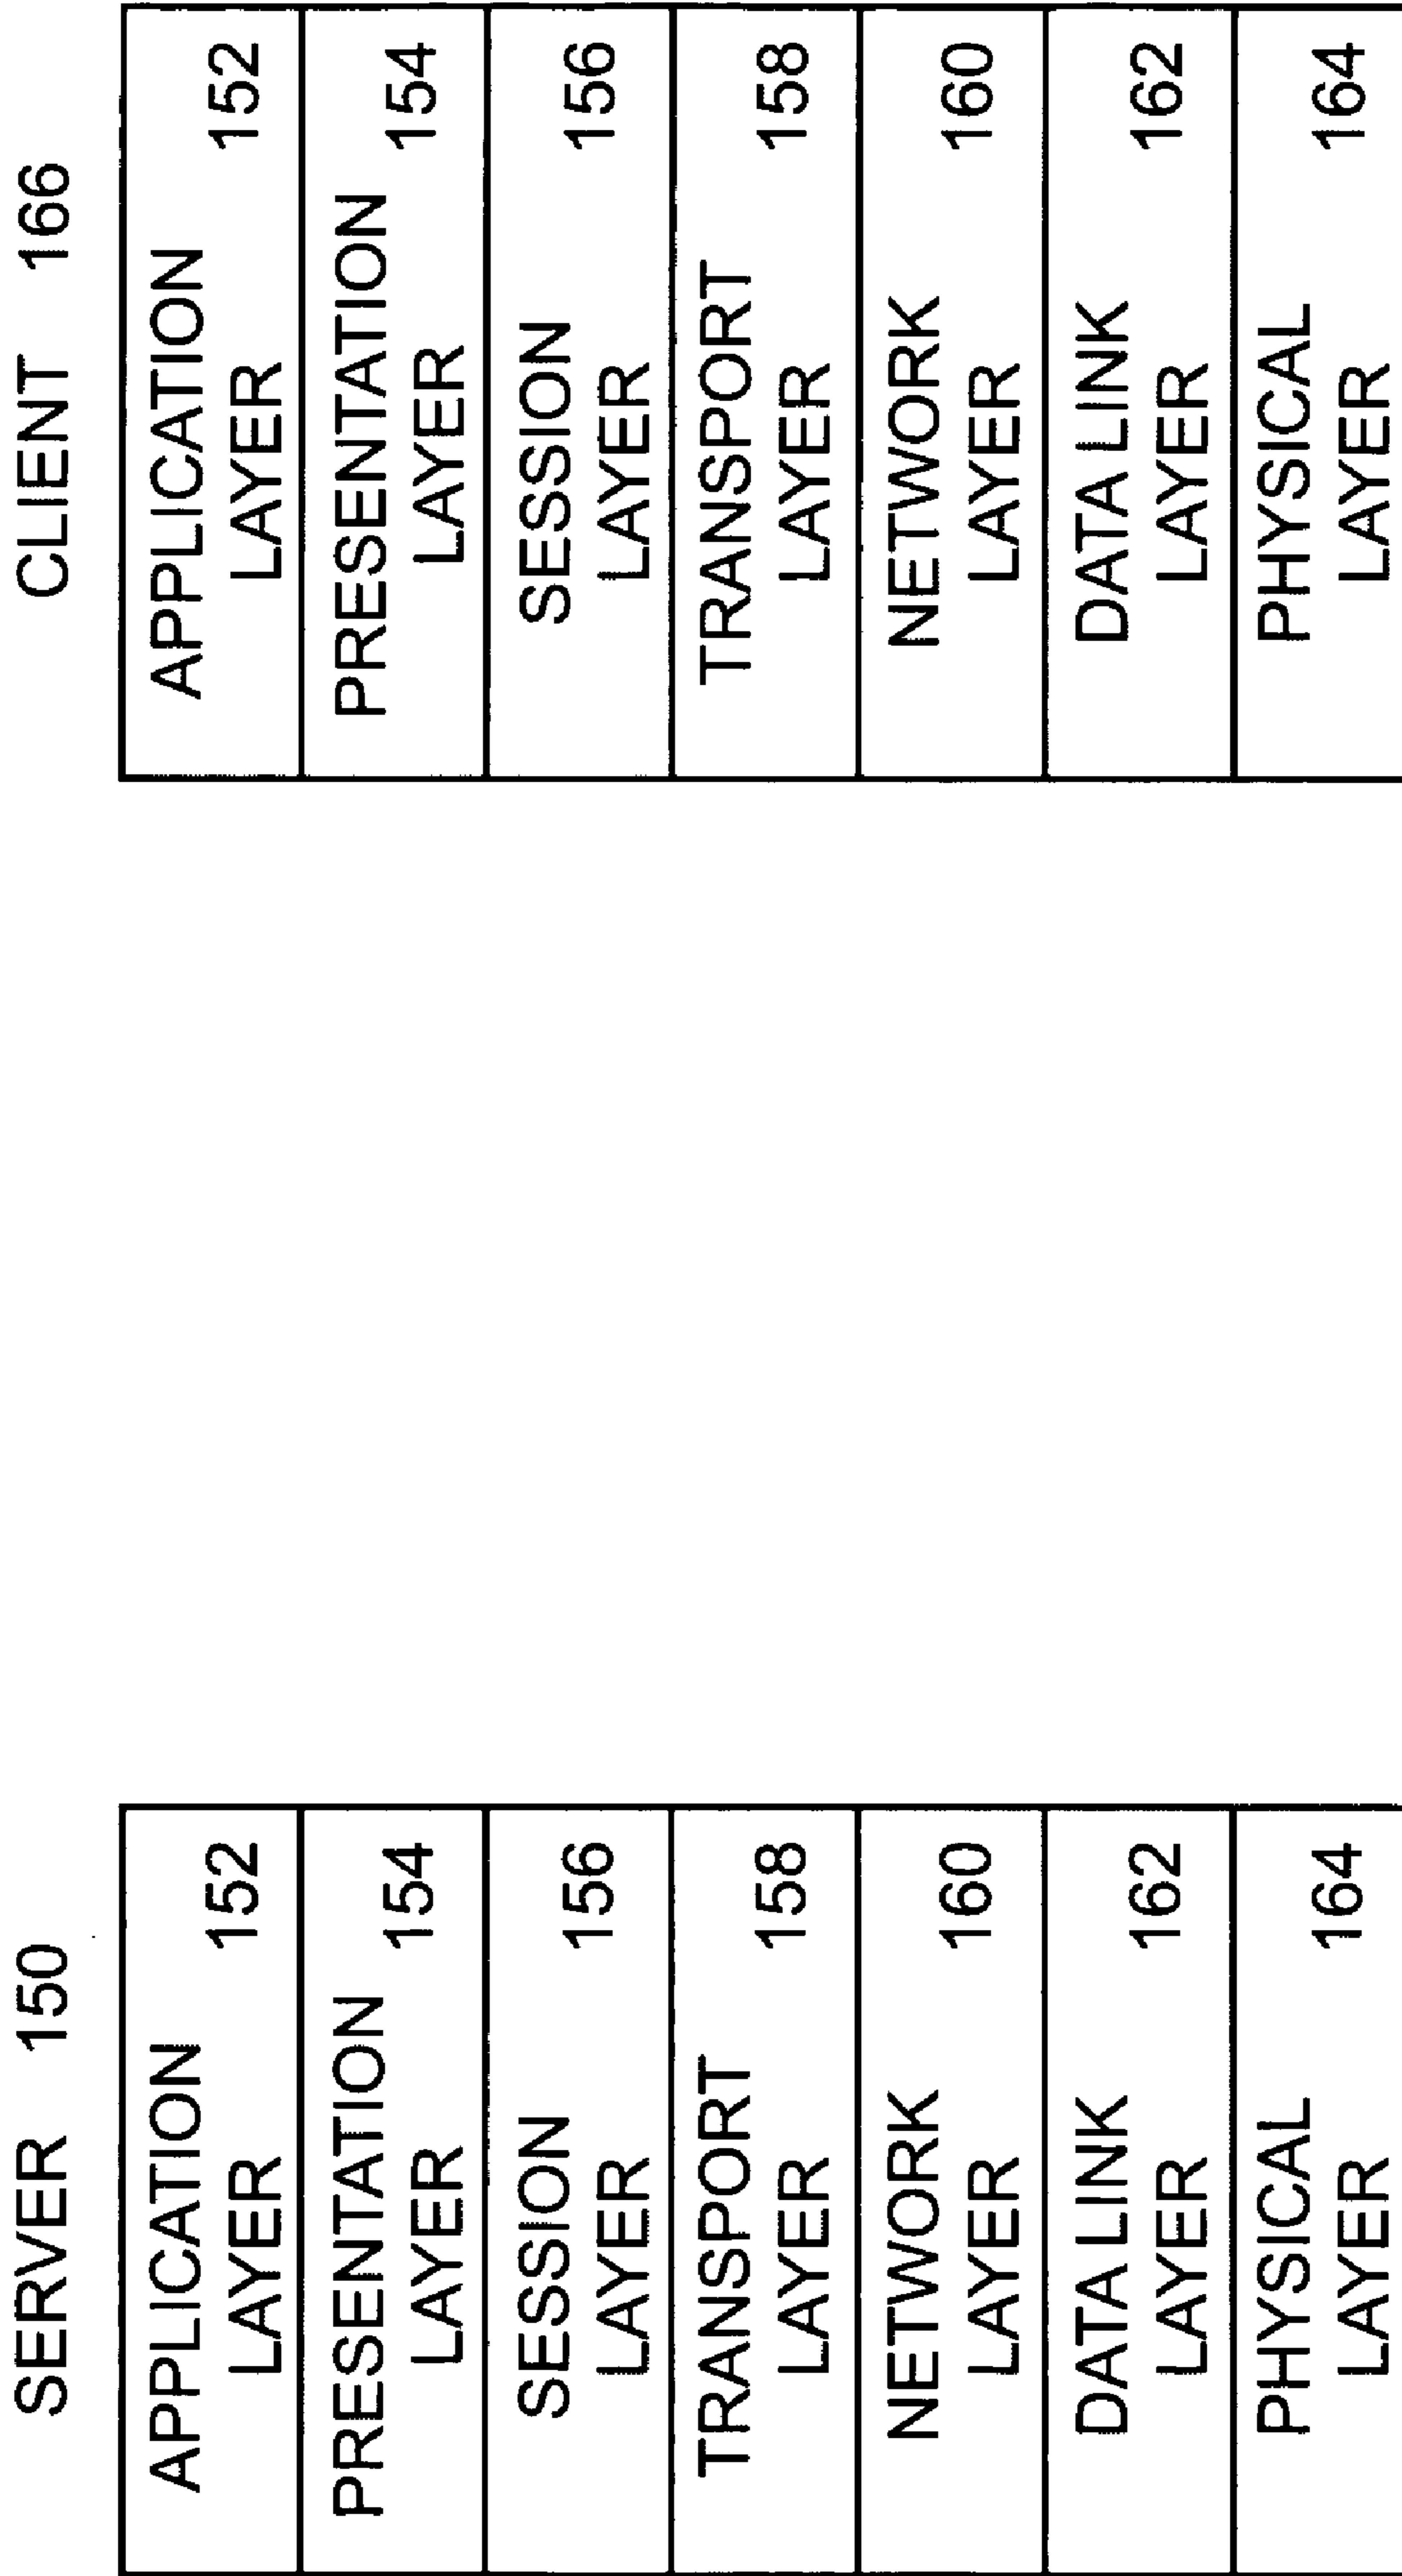 SERVER 150
APPLICATION
LAYER 152
PRESENTATION
LAYER 154
SESSION
LAYER 156
TRANSPORT
LAYER 158
NETWORK
LAYER 160
DATA LINK
LAYER 162
PHYSICAL
LAYER 164
CLIENT 166
APPLICATION
LAYER 152
PRESENTATION
LAYER 154
SESSION
LAYER 156
TRANSPORT
LAYER 158
NETWORK
LAYER 160
DATA LINK
LAYER 162
PHYSICAL
LAYER 164